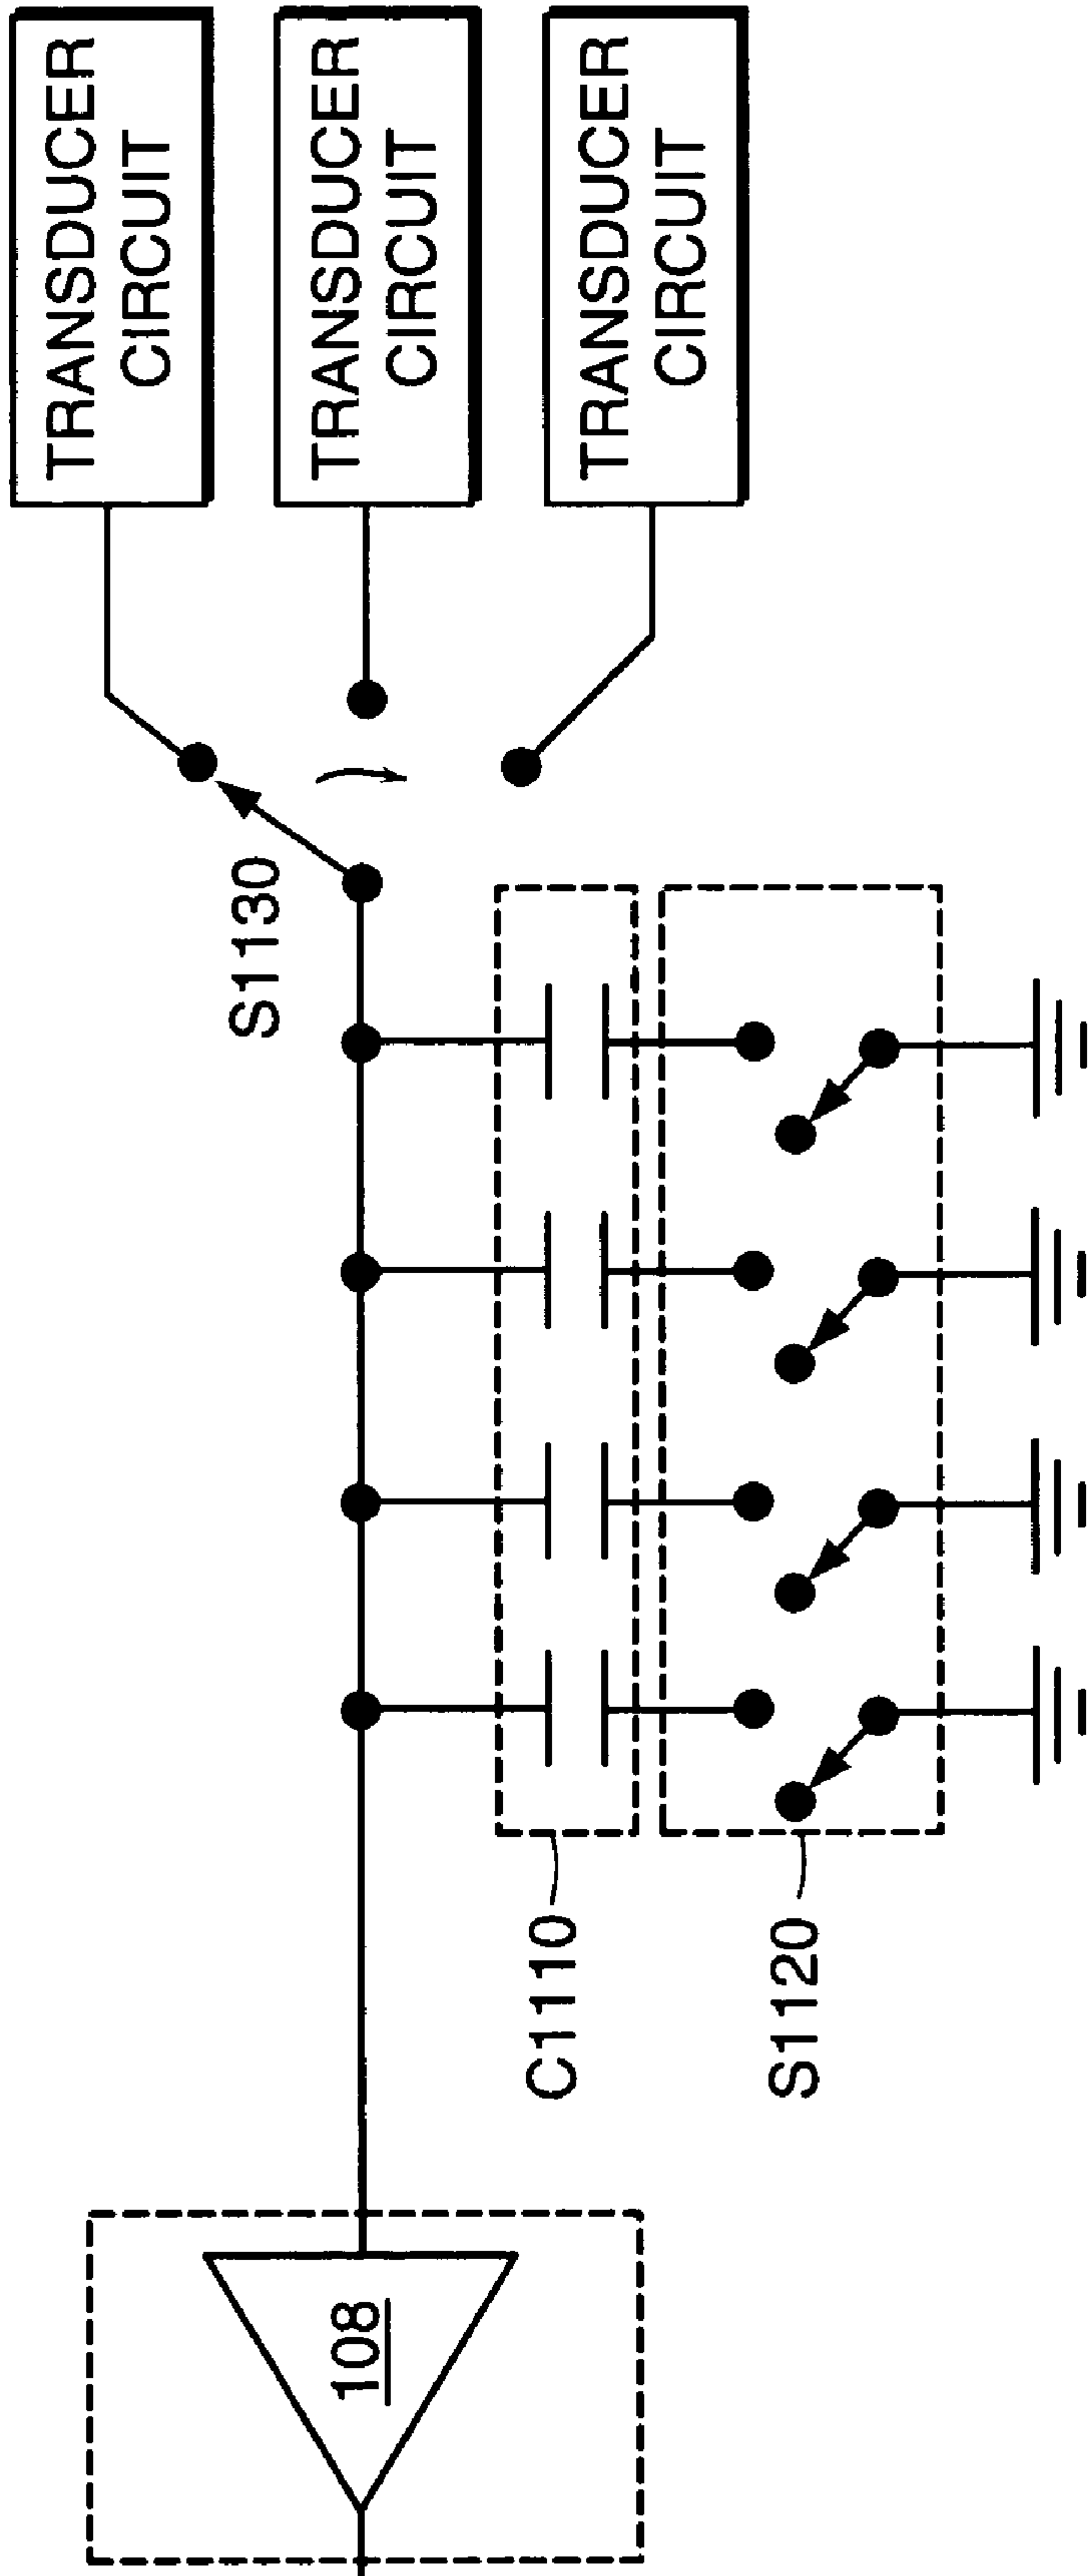 TRANSDUCER
CIRCUIT
TRANSDUCER
CIRCUIT
TRANSDUCER
CIRCUIT
S1130
C1110
S1120
108